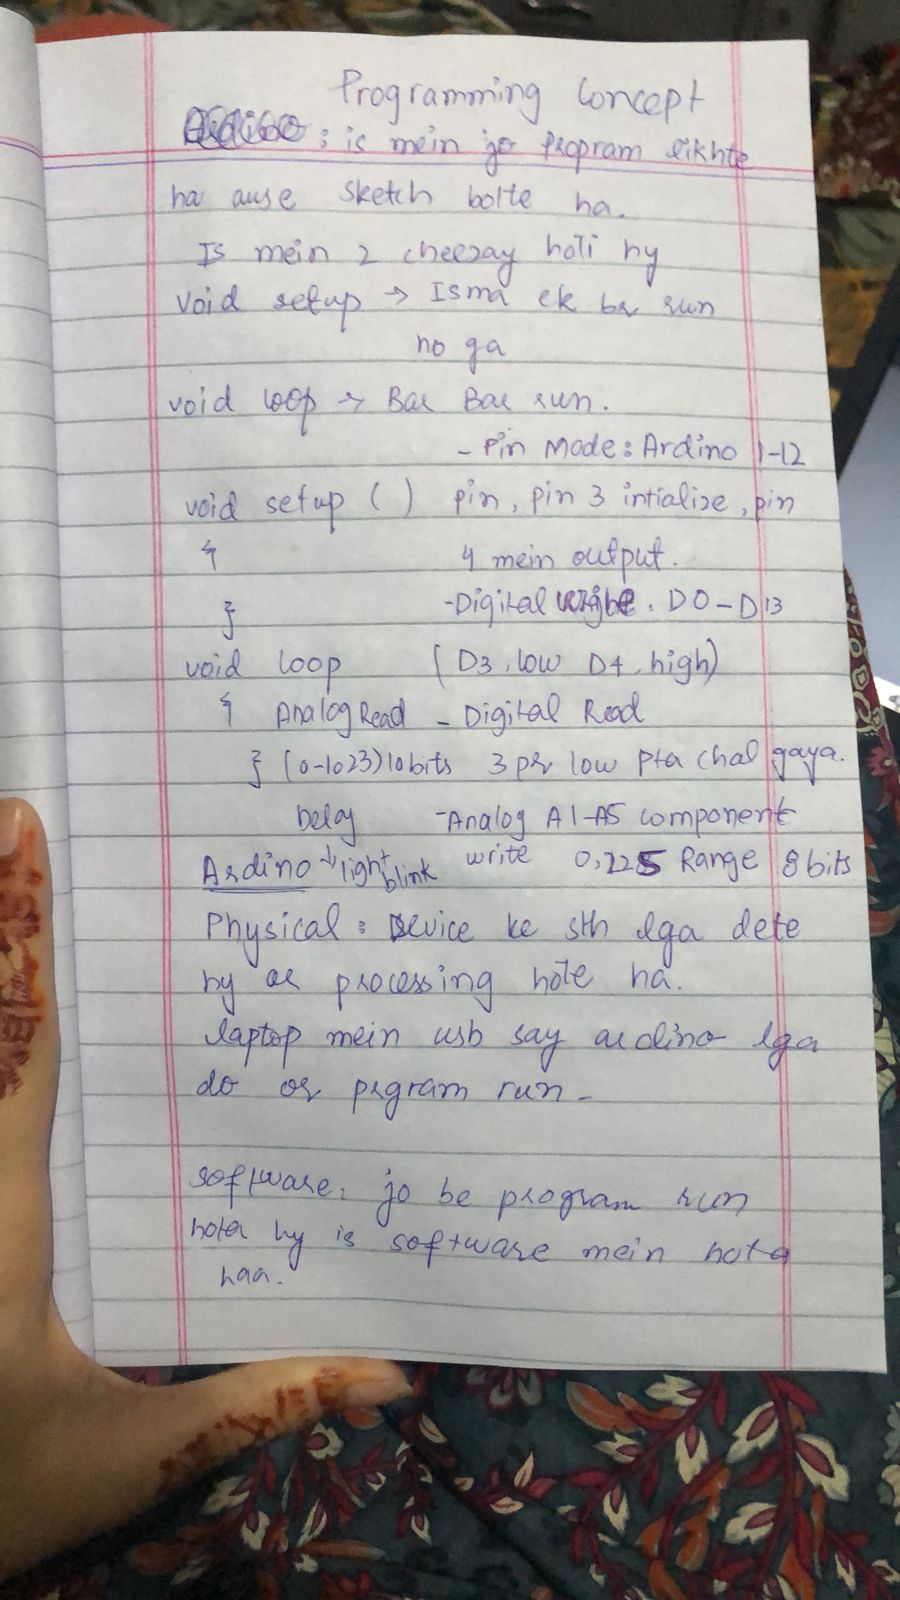 Programming Concept
: is mein jo propram likhte
ha ause sketch bolte ha.
Is mein 2 cheezay hoti hy
void setup → Isma ek br run
ho ga
void loop → Bar Bar run.
- Pin Mode: Ardino 1-12
void setup ( ) pin, pin 3 intialize, pin
{ 4 mein output.
} - Digital write. D0-D13
void loop (D3, low D4, high)
{ Analog Read - Digital Read
} (0-1023) 10 bits 3 pr low pta chal gaya.
Delay - Analog A1-A5 component
Ardino ↓ light blink write 0,225 Range 8 bits
Physical: Device ke sth lga dete
hy or processing hote ha.
laptop mein usb say ardino lga
do or prgram run -
software: jo be program run
hota hy is software mein hota
haa.